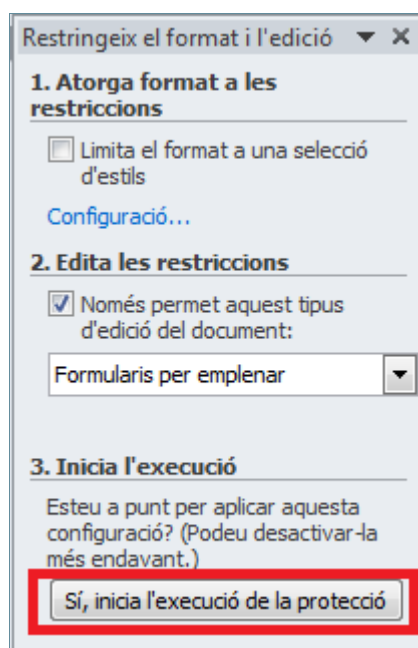 Restringeix el format i l'edició
1. Atorga format a les
restriccions
Limita el format a una selecció
d'estils
Configuració...
2. Edita les restriccions
Només permet aquest tipus
d'edició del document:
Formularis per emplenar
3. Inicia l'execució
Esteu a punt per aplicar aquesta
configuració? (Podeu desactivar-la
més endavant.)
Sí, inicia l'execució de la protecció